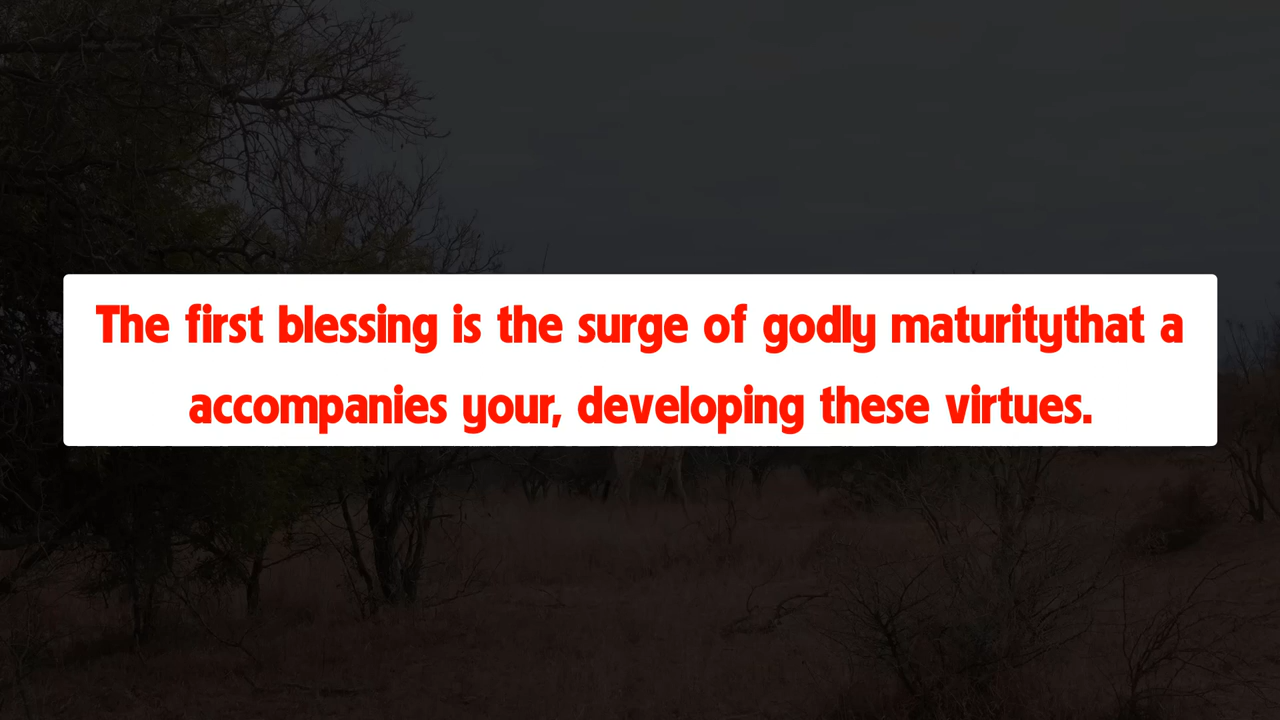 The first blessing is the surge of godly maturitythat a
accompanies your, developing these virtues.